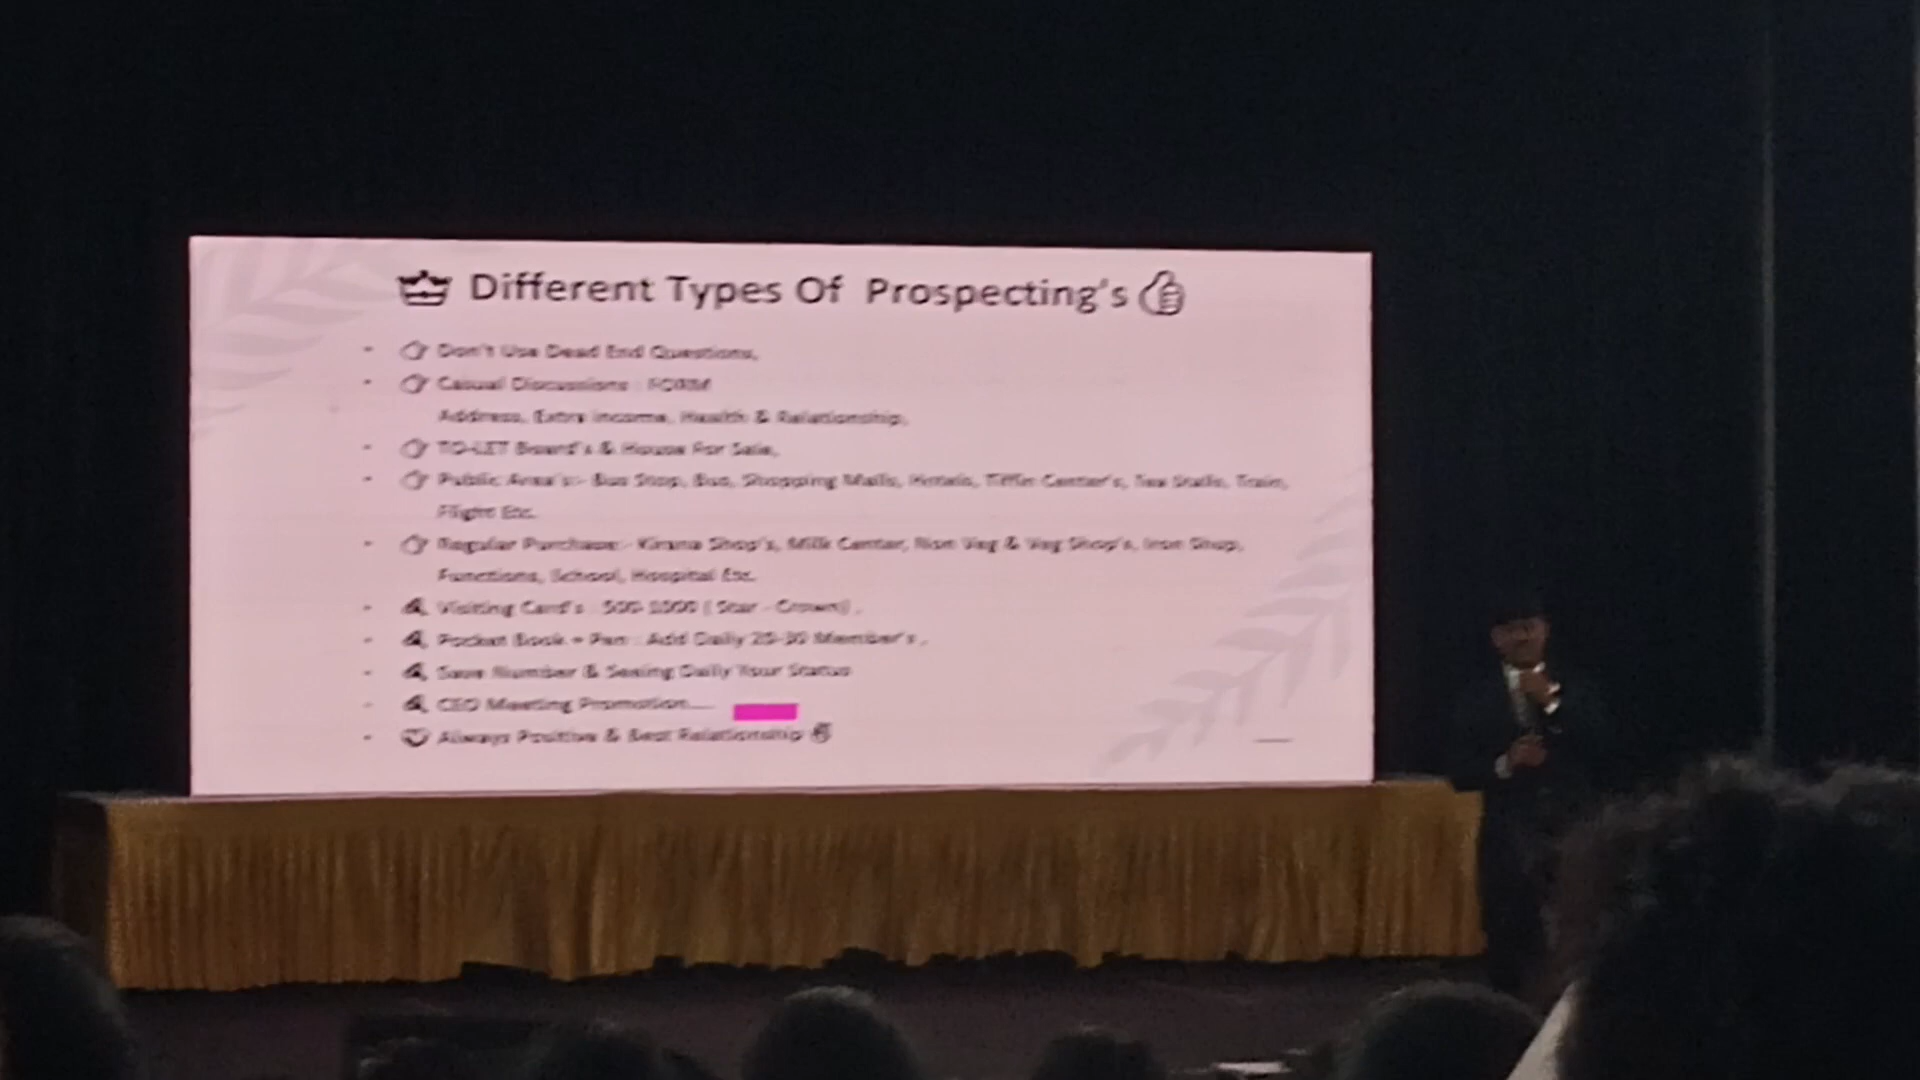 Different Types Of Prospecting's
Don't Use Dead End Questions,
Casual Discussions : FORM
Address, Extra Income, Health & Relationship,
TO-LET Board's & House For Sale,
Public Area's:- Bus Stop, Bus, Shopping Malls, Hotels, Tiffin Center's, Tea Stalls, Train,
Flight Etc.
Regular Purchase:- Kirana Shop's, Milk Center, Non Veg & Veg Shop's, Iron Shop,
Functions, School, Hospital Etc.
Visiting Card's : 500-1000 ( Star - Crown) ,
Pocket Book + Pen : Add Daily 20-30 Member's ,
Save Number & Seeing Daily Your Status
CEO Meeting Promotion....
Always Positive & Best Relationship